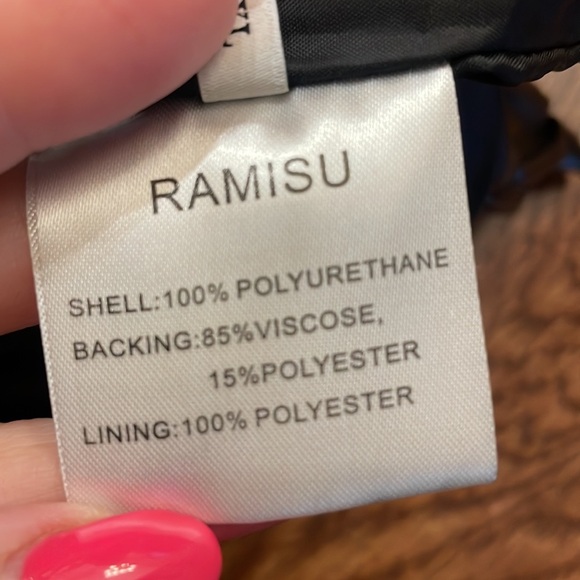 RAMISU
SHELL:100% POLYURETHANE
BACKING:85%VISCOSE,
15%POLYESTER
LINING:100% POLYESTER